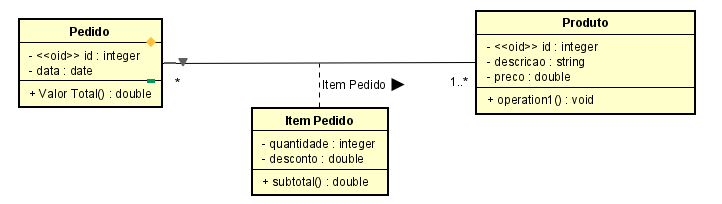 Pedido
- <<oid>> id : integer
- data : date
+ Valor Total() : double
*
Item Pedido
1..*
Produto
- <<oid>> id : integer
- descricao : string
- preco : double
+ operation1() : void
Item Pedido
- quantidade : integer
- desconto : double
+ subtotal() : double